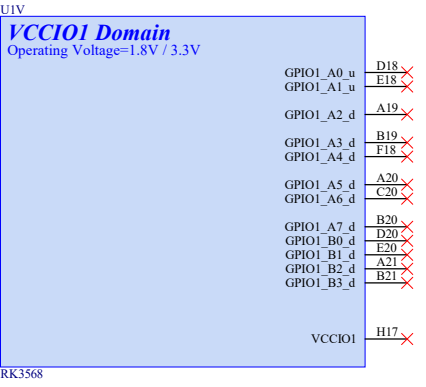 U1V
VCCIO1 Domain
Operating Voltage=1.8V / 3.3V
GPIO1_A0_u D18
GPIO1_A1_u E18
GPIO1_A2_d A19
GPIO1_A3_d B19
GPIO1_A4_d F18
GPIO1_A5_d A20
GPIO1_A6_d C20
GPIO1_A7_d B20
GPIO1_B0_d D20
GPIO1_B1_d E20
GPIO1_B2_d A21
GPIO1_B3_d B21
VCCIO1 H17
RK3568